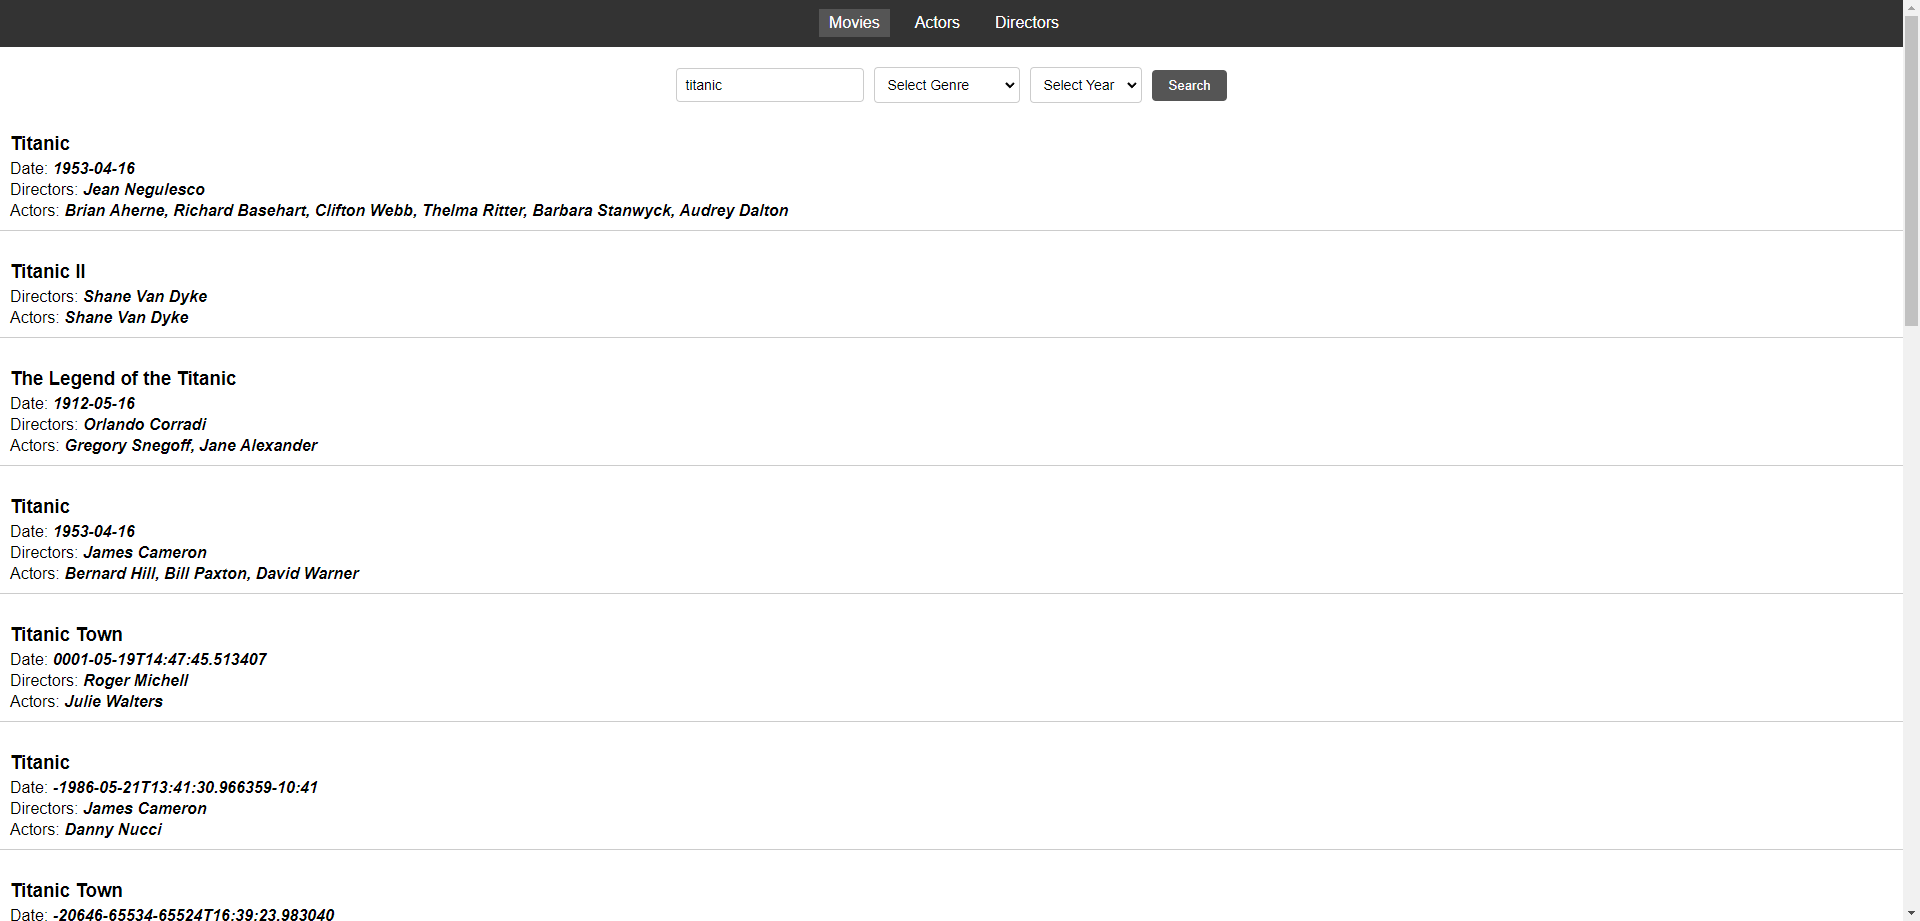 Movies Actors Directors
titanic Select Genre Select Year Search
Titanic
Date: 1953-04-16
Directors: Jean Negulesco
Actors: Brian Aherne, Richard Basehart, Clifton Webb, Thelma Ritter, Barbara Stanwyck, Audrey Dalton
Titanic II
Directors: Shane Van Dyke
Actors: Shane Van Dyke
The Legend of the Titanic
Date: 1912-05-16
Directors: Orlando Corradi
Actors: Gregory Snegoff, Jane Alexander
Titanic
Date: 1953-04-16
Directors: James Cameron
Actors: Bernard Hill, Bill Paxton, David Warner
Titanic Town
Date: 0001-05-19T14:47:45.513407
Directors: Roger Michell
Actors: Julie Walters
Titanic
Date: -1986-05-21T13:41:30.966359-10:41
Directors: James Cameron
Actors: Danny Nucci
Titanic Town
Date: -20646-65534-65524T16:39:23.983040